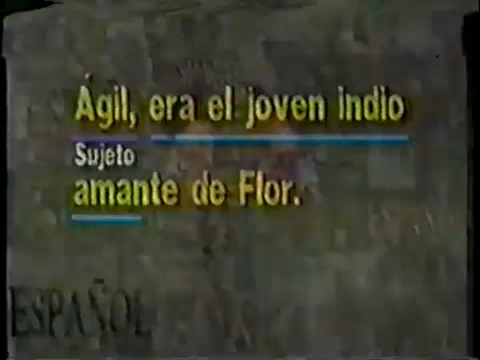 Ágil, era el joven indio
Sujeto
amante de Flor.
ESPAÑOL